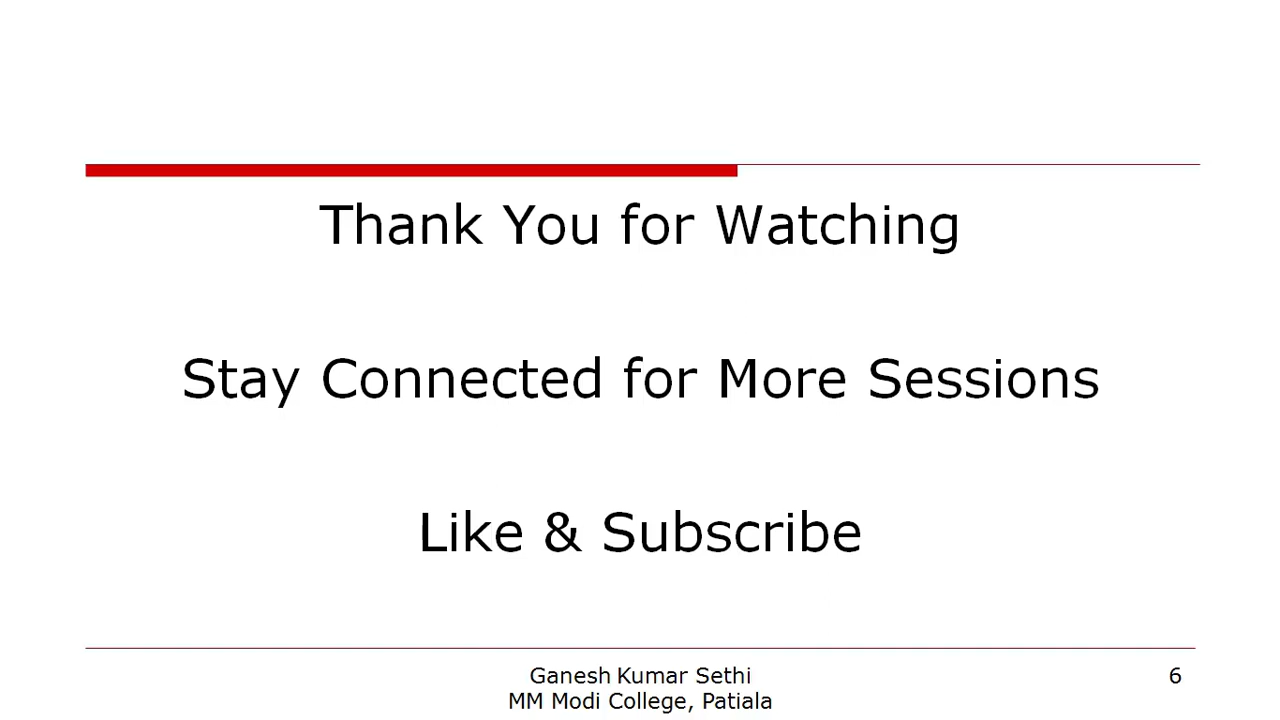 Thank You for Watching
Stay Connected for More Sessions
Like & Subscribe
Ganesh Kumar Sethi
MM Modi College, Patiala
6